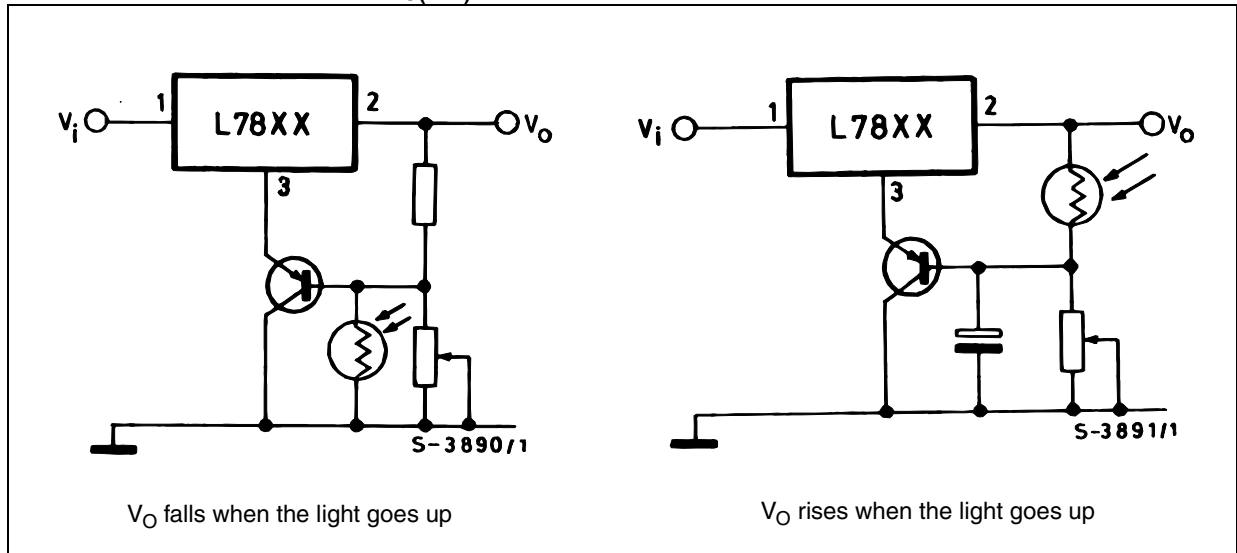 1
L78XX
2
Vi
VO
3
S-3890/1
VO falls when the light goes up
1
L78XX
2
Vi
VO
3
S-3891/1
VO rises when the light goes up